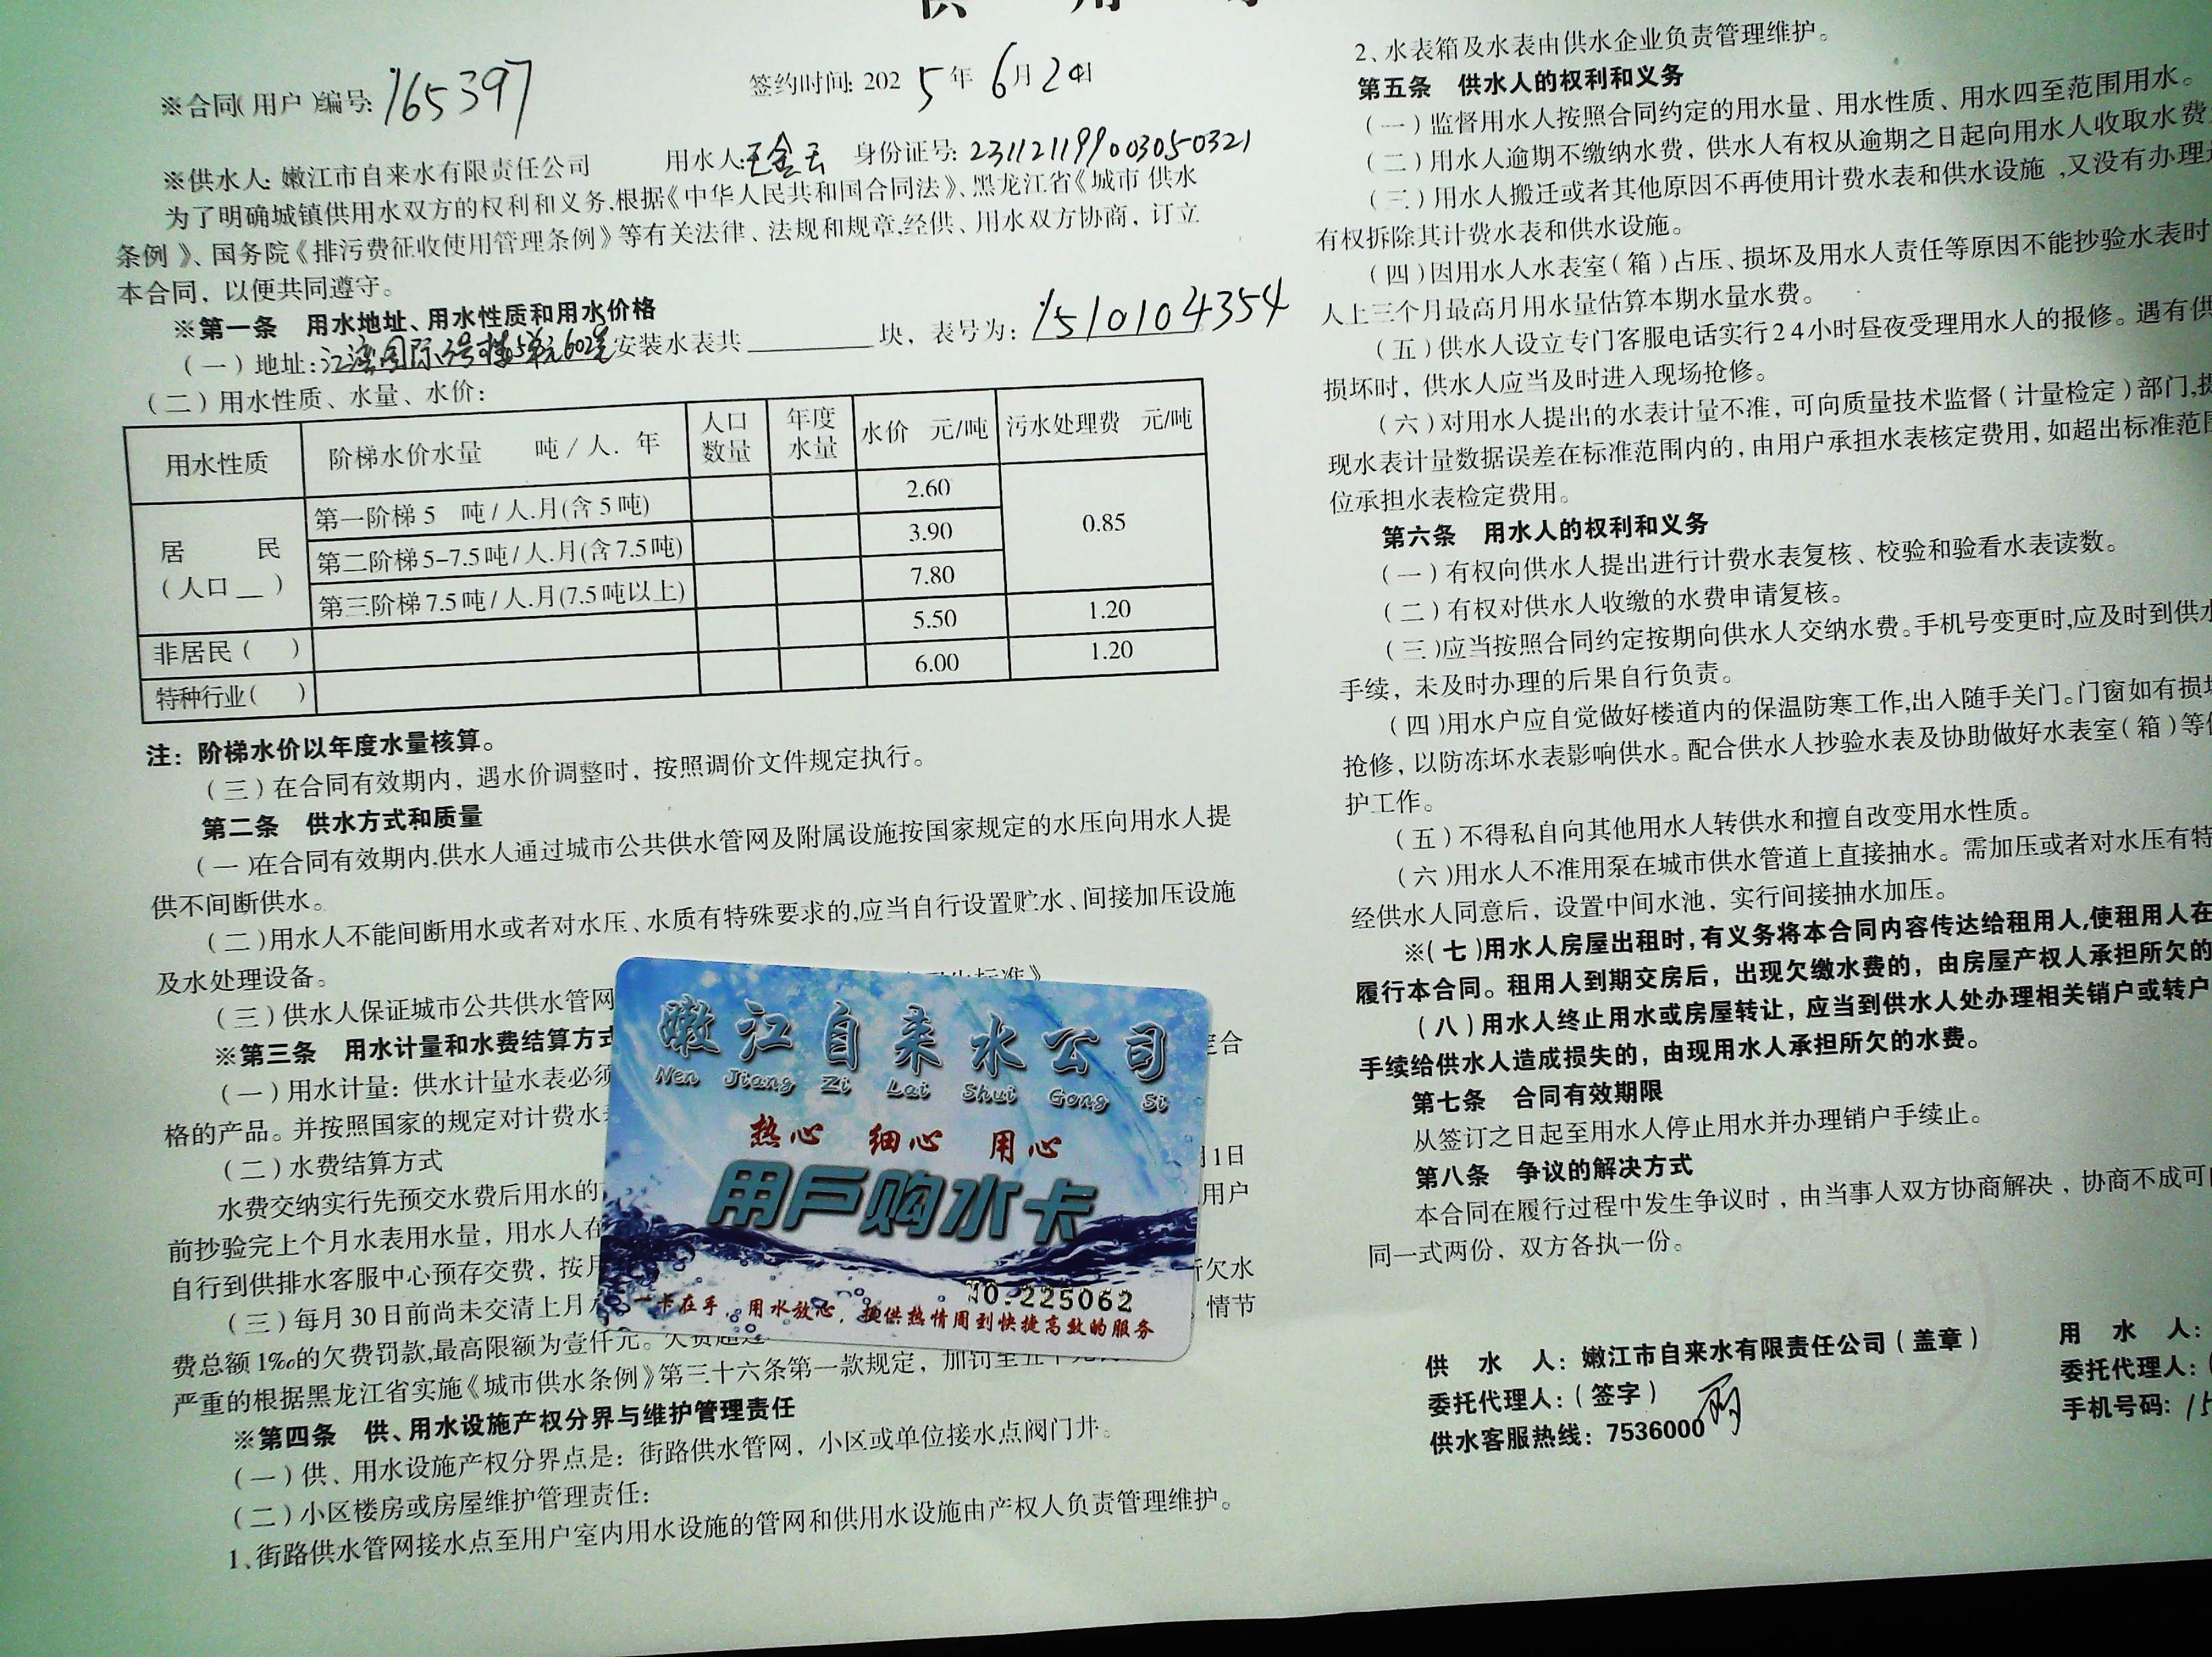 ※合同(用户)编号: 165397
签约时间: 2025年6月24日
※供水人: 嫩江市自来水有限责任公司 用水人:王金云 身份证号: 231121199003050321
为了明确城镇供用水双方的权利和义务,根据《中华人民共和国合同法》、黑龙江省《城市 供水
条例》、国务院《排污费征收使用管理条例》等有关法律、法规和规章,经供、用水双方协商，订立
本合同，以便共同遵守。
※第一条 用水地址、用水性质和用水价格
(一)地址:江湾国际 号楼5单元602室安装水表共______块，表号为: 1510104354
(二)用水性质、水量、水价:
用水性质 阶梯水价水量 吨/人.年 人口数量 年度水量 水价 元/吨 污水处理费 元/吨
居民(人口__) 第一阶梯5 吨/人.月(含5吨) 2.60 0.85
第二阶梯5-7.5吨/人.月(含7.5吨) 3.90
第三阶梯7.5吨/人.月(7.5吨以上) 7.80
非居民( ) 5.50 1.20
特种行业( ) 6.00 1.20
注：阶梯水价以年度水量核算。
(三)在合同有效期内，遇水价调整时，按照调价文件规定执行。
第二条 供水方式和质量
(一)在合同有效期内,供水人通过城市公共供水管网及附属设施按国家规定的水压向用水人提
供不间断供水。
(二)用水人不能间断用水或者对水压、水质有特殊要求的,应当自行设置贮水、间接加压设施
及水处理设备。
(三)供水人保证城市公共供水管网
※第三条 用水计量和水费结算方式
(一)用水计量：供水计量水表必须 定合
格的产品。并按照国家的规定对计费水
(二)水费结算方式 月1日
水费交纳实行先预交水费后用水的 用户
前抄验完上个月水表用水量，用水人在
自行到供排水客服中心预存交费，按月 欠水
(三)每月30日前尚未交清上月 情节
费总额1‰的欠费罚款,最高限额为壹仟元。
严重的根据黑龙江省实施《城市供水条例》第三十六条第一款规定，加罚至五
※第四条 供、用水设施产权分界与维护管理责任
(一)供、用水设施产权分界点是：街路供水管网，小区或单位接水点阀门井。
(二)小区楼房或房屋维护管理责任:
1、街路供水管网接水点至用户室内用水设施的管网和供用水设施由产权人负责管理维护。
嫩江自来水公司
Nen Jiang Zi Lai Shui Gong Si
热心 细心 用心
用户购水卡
NO.225062
一卡在手，用水放心，提供热情周到快捷高效的服务
2、水表箱及水表由供水企业负责管理维护。
第五条 供水人的权利和义务
(一)监督用水人按照合同约定的用水量、用水性质、用水四至范围用水。
(二)用水人逾期不缴纳水费，供水人有权从逾期之日起向用水人收取水费
(三)用水人搬迁或者其他原因不再使用计费水表和供水设施,又没有办理
有权拆除其计费水表和供水设施。
(四)因用水人水表室(箱)占压、损坏及用水人责任等原因不能抄验水表时
人上三个月最高月用水量估算本期水量水费。
(五)供水人设立专门客服电话实行24小时昼夜受理用水人的报修。遇有供
损坏时，供水人应当及时进入现场抢修。
(六)对用水人提出的水表计量不准，可向质量技术监督(计量检定)部门,提
现水表计量数据误差在标准范围内的,由用户承担水表核定费用,如超出标准范围
位承担水表检定费用。
第六条 用水人的权利和义务
(一)有权向供水人提出进行计费水表复核、校验和验看水表读数。
(二)有权对供水人收缴的水费申请复核。
(三)应当按照合同约定按期向供水人交纳水费。手机号变更时,应及时到供水
手续，未及时办理的后果自行负责。
(四)用水户应自觉做好楼道内的保温防寒工作,出入随手关门。门窗如有损坏
抢修，以防冻坏水表影响供水。配合供水人抄验水表及协助做好水表室(箱)等
护工作。
(五)不得私自向其他用水人转供水和擅自改变用水性质。
(六)用水人不准用泵在城市供水管道上直接抽水。需加压或者对水压有特
经供水人同意后，设置中间水池，实行间接抽水加压。
※(七)用水人房屋出租时,有义务将本合同内容传达给租用人,使租用人在
履行本合同。租用人到期交房后，出现欠缴水费的，由房屋产权人承担所欠的
(八)用水人终止用水或房屋转让，应当到供水人处办理相关销户或转户
手续给供水人造成损失的，由现用水人承担所欠的水费。
第七条 合同有效期限
从签订之日起至用水人停止用水并办理销户手续止。
第八条 争议的解决方式
本合同在履行过程中发生争议时，由当事人双方协商解决，协商不成可
同一式两份，双方各执一份。
供 水 人：嫩江市自来水有限责任公司(盖章)
委托代理人：(签字)
供水客服热线：7536000
用 水 人：
委托代理人：
手机号码：15